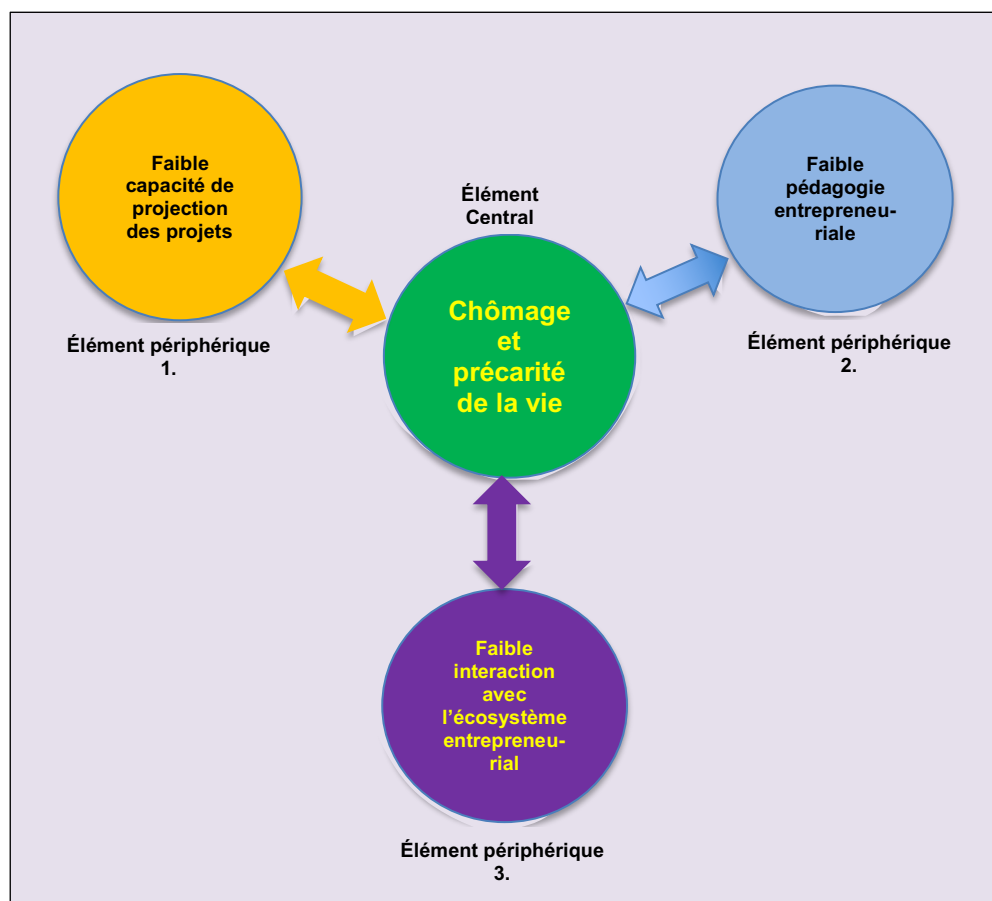 Faible
capacité de
projection
des projets
Élément périphérique
1.
Élément
Central
Chômage
et
précarité
de la vie
Faible
pédagogie
entrepreneu-
riale
Élément périphérique
2.
Faible
interaction
avec
l'écosystème
entrepreneu-
rial
Élément périphérique
3.